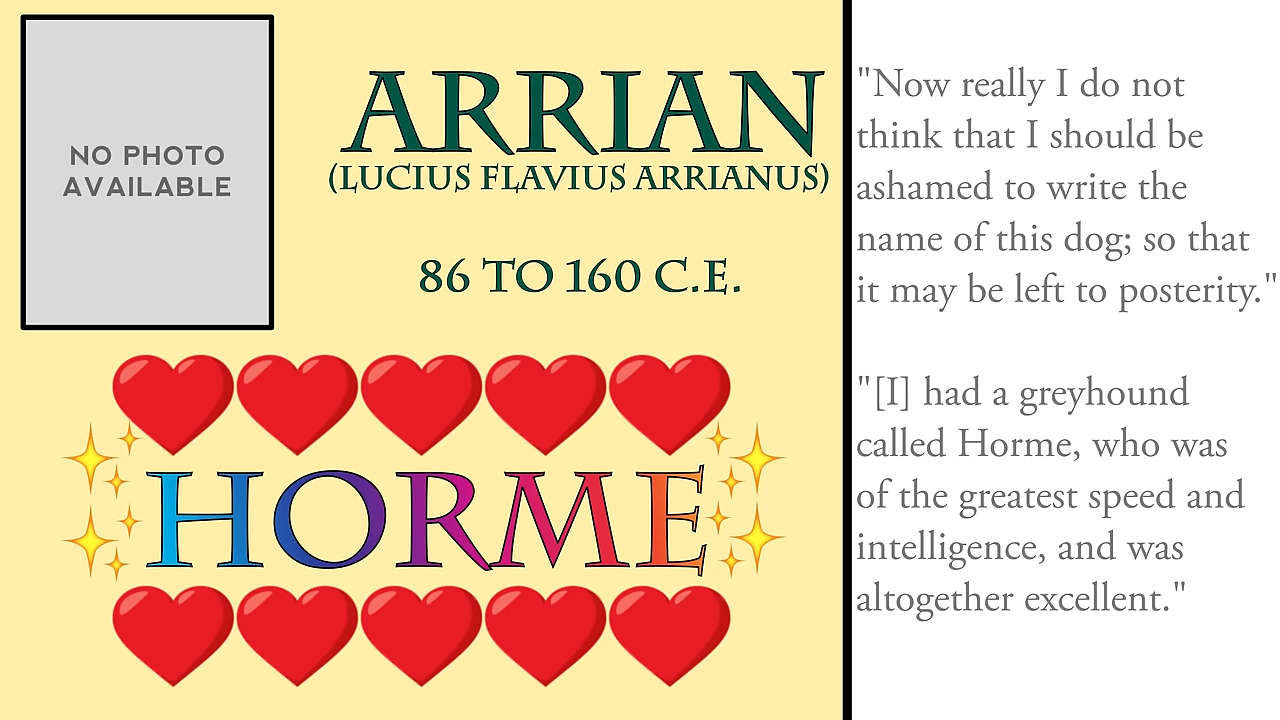 NO PHOTO
AVAILABLE
ARRIAN
(LUCIUS FLAVIUS ARRIANUS)
86 TO 160 C.E.
HORME
"Now really I do not
think that I should be
ashamed to write the
name of this dog; so that
it may be left to posterity."
"[I] had a greyhound
called Horme, who was
of the greatest speed and
intelligence, and was
altogether excellent."